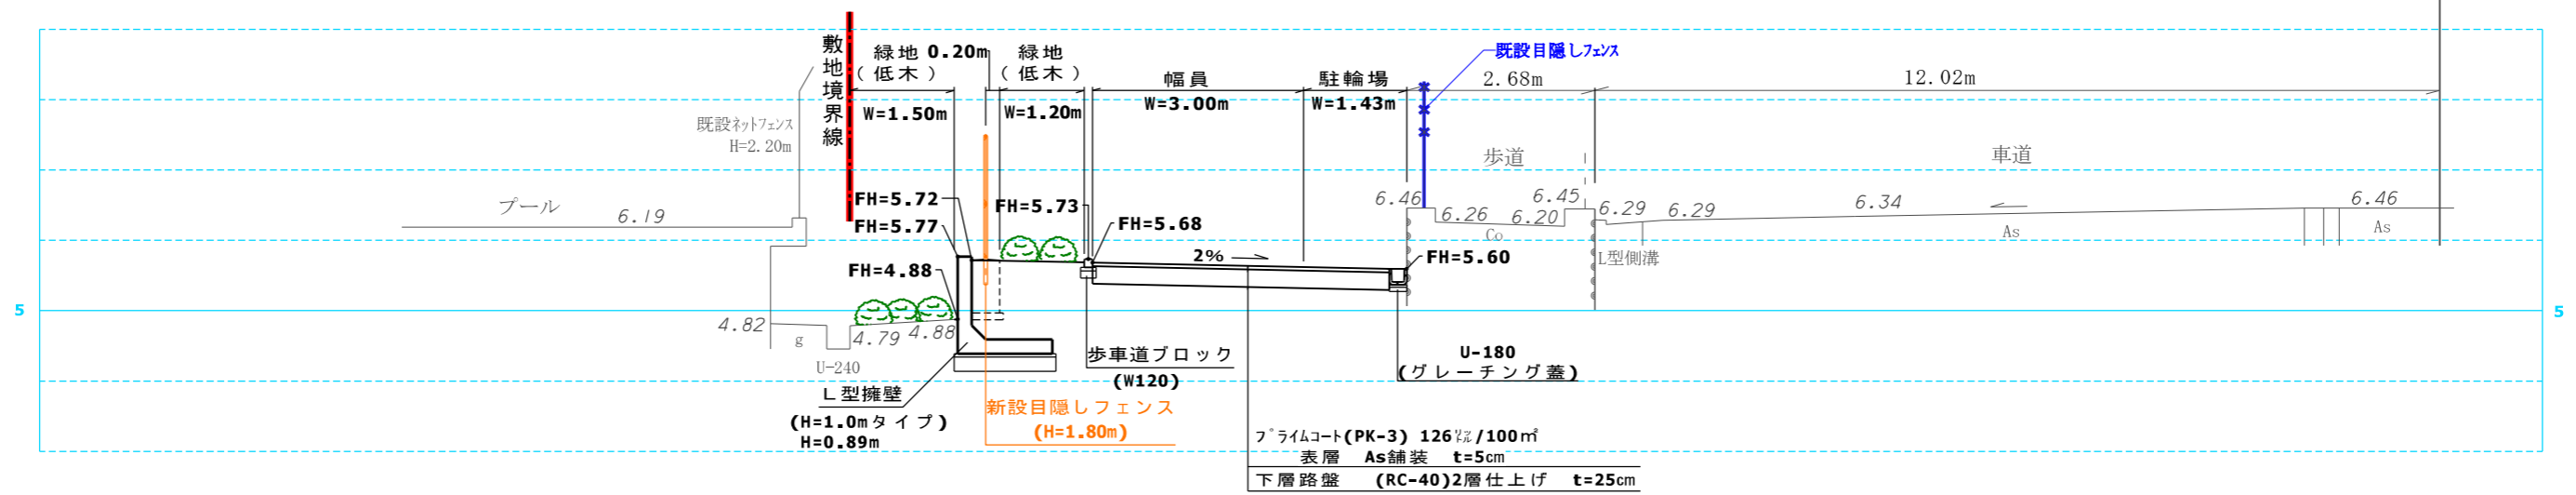 敷地境界線
緑地 0.20m
(低木)
W=1.50m
緑地
(低木)
W=1.20m
幅員
W=3.00m
駐輪場
W=1.43m
既設目隠しフェンス
2.68m
12.02m
既設ネットフェンス
H=2.20m
歩道
車道
プール
6.19
FH=5.72
FH=5.77
FH=4.88
FH=5.73
FH=5.68
2%
FH=5.60
6.46
6.26
6.20
6.45
6.29
6.29
6.34
6.46
Co
As
As
L型側溝
5
5
4.82
g
4.79
4.88
U-240
L型擁壁
(H=1.0mタイプ)
H=0.89m
新設目隠しフェンス
(H=1.80m)
歩車道ブロック
(W120)
U-180
(グレーチング蓋)
プライムコート(PK-3) 126㍑/100㎡
表層 As舗装 t=5cm
下層路盤 (RC-40)2層仕上げ t=25cm